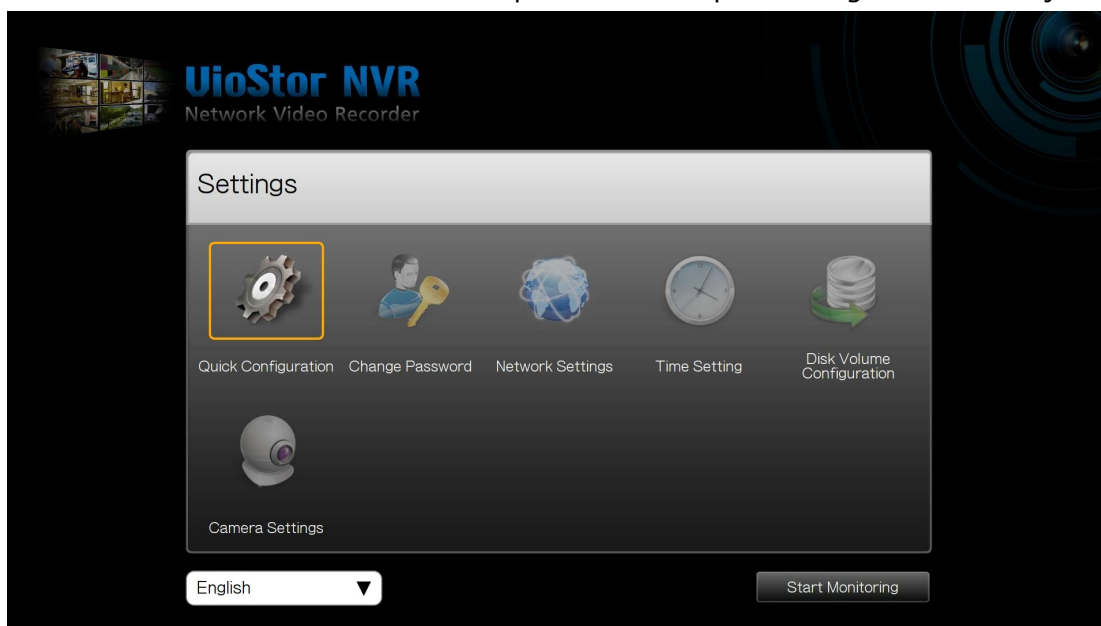 VioStor NVR
Network Video Recorder
Settings
Quick Configuration
Change Password
Network Settings
Time Setting
Disk Volume
Configuration
Camera Settings
English
Start Monitoring